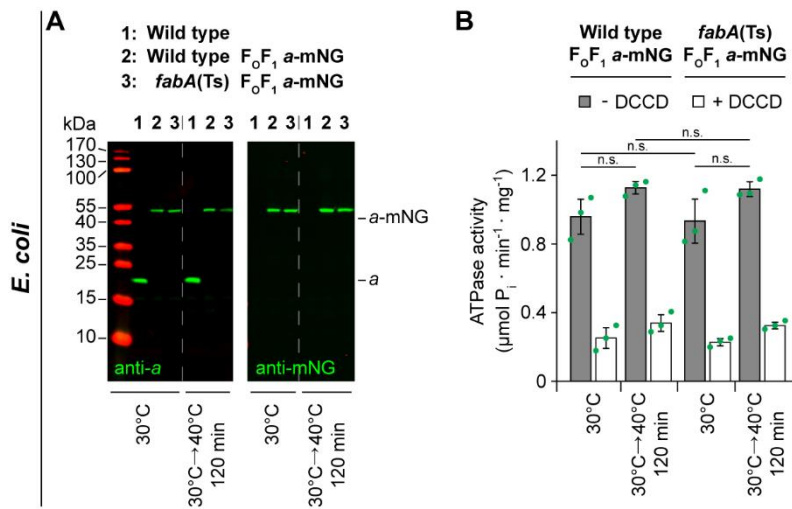 A
1: Wild type
2: Wild type FOF1 a-mNG
3: fabA(Ts) FOF1 a-mNG
kDa 1 2 3 1 2 3 1 2 3 1 2 3
170
130
100
55
40
35
25
15
10
a-mNG
a
anti-a
anti-mNG
30°C
30°C→40°C
120 min
30°C
30°C→40°C
120 min
E. coli
B
Wild type
FOF1 a-mNG
fabA(Ts)
FOF1 a-mNG
- DCCD
+ DCCD
n.s.
n.s.
n.s.
n.s.
ATPase activity
(μmol Pi · min-1 · mg-1)
1.2
0.8
0.4
0
30°C
30°C→40°C
120 min
30°C
30°C→40°C
120 min